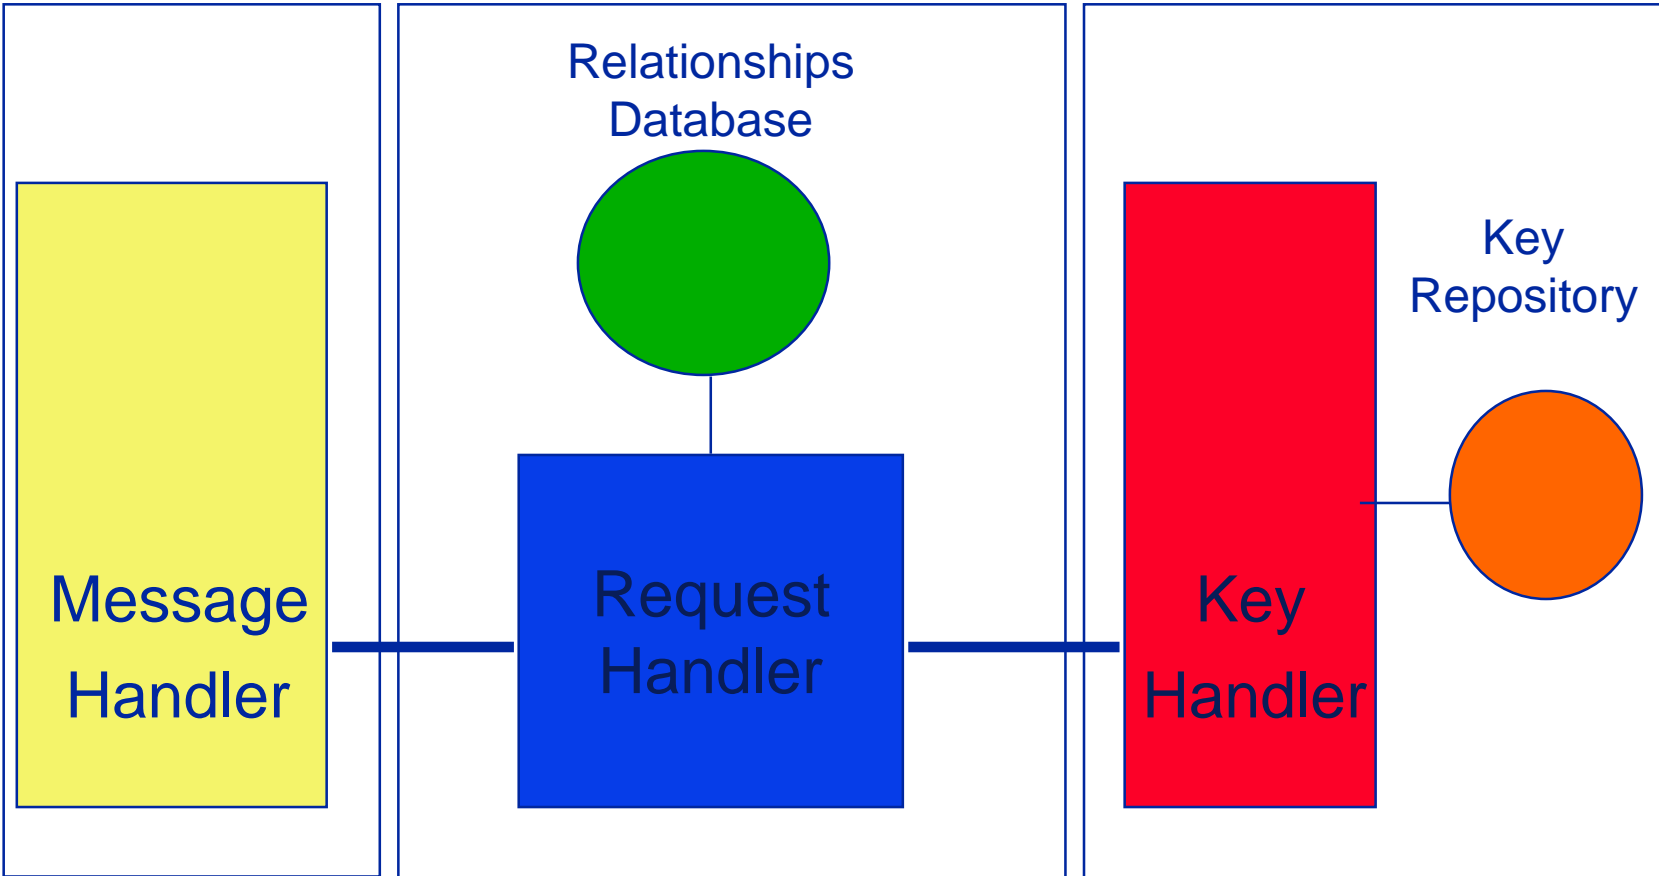 Relationships
Database
Key
Repository
Message
Handler
Request
Handler
Key
Handler